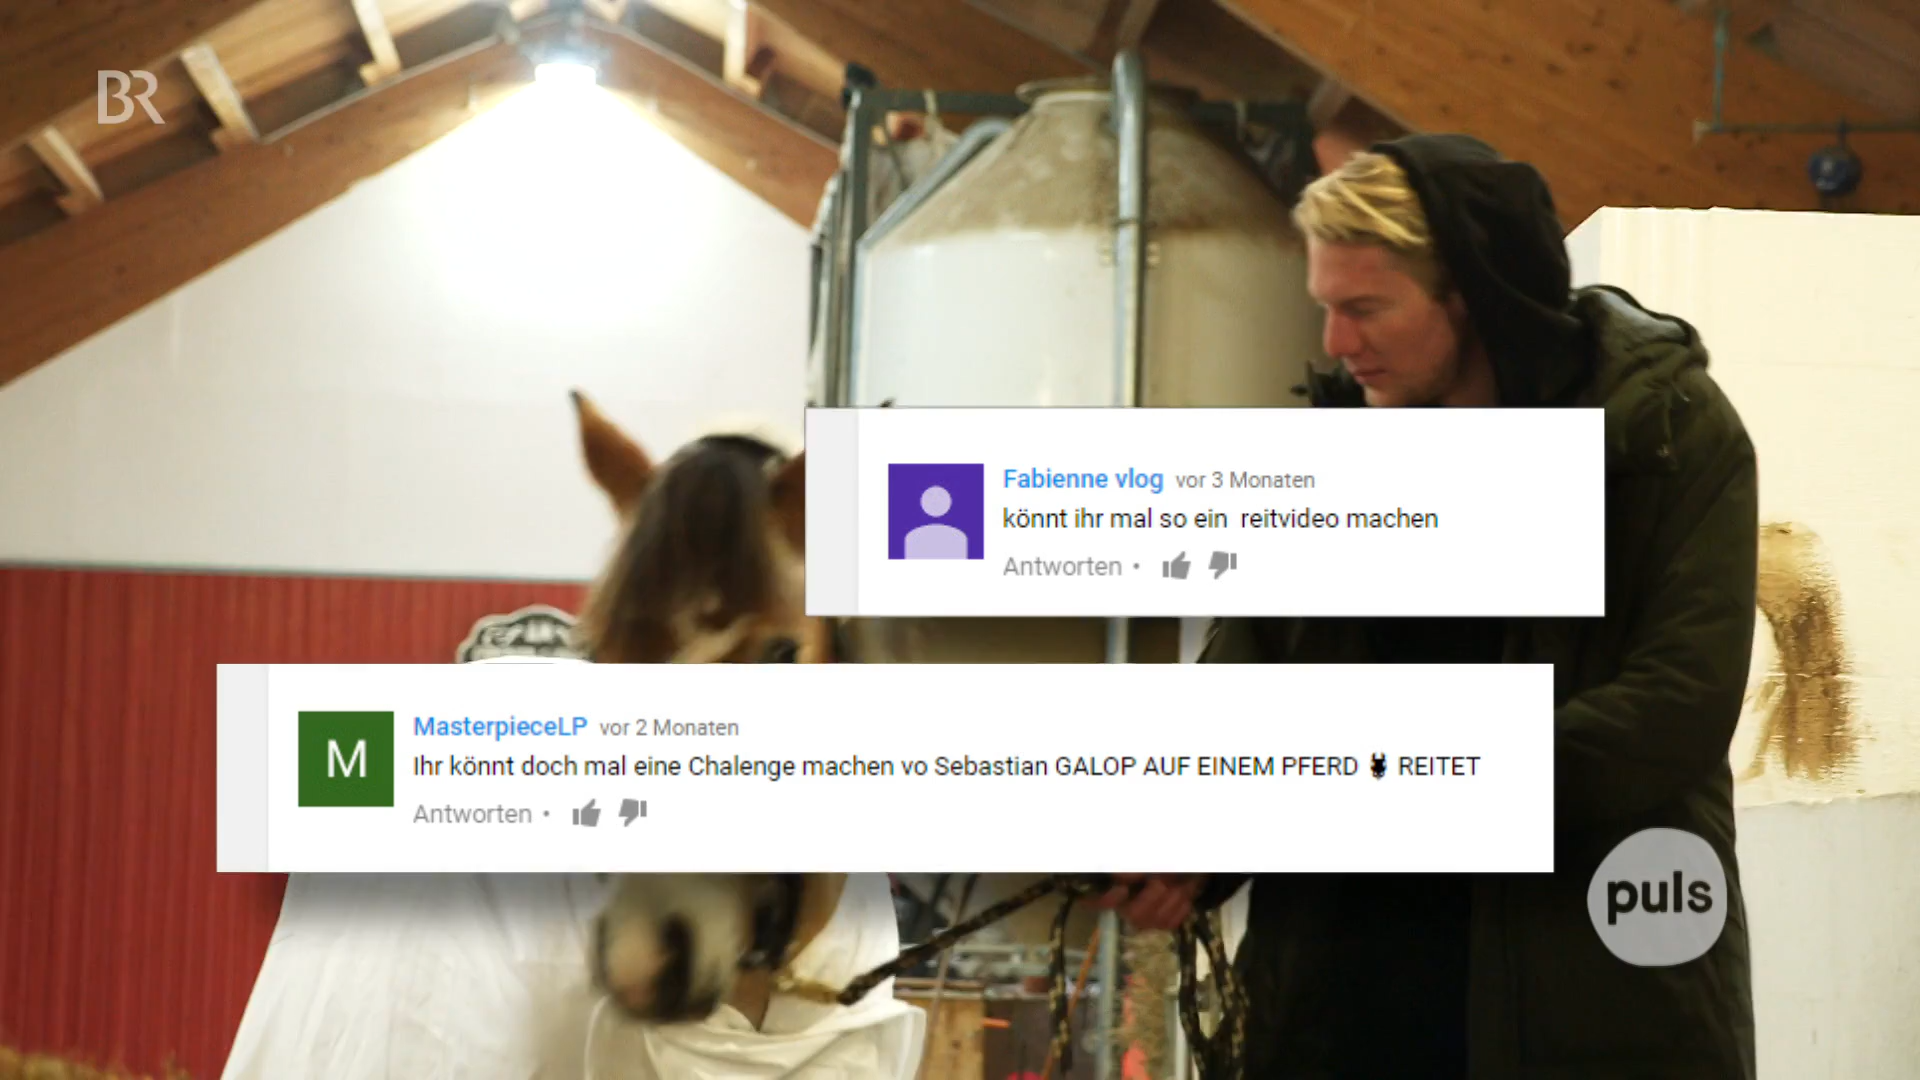 BR
Fabienne vlog vor 3 Monaten
könnt ihr mal so ein reitvideo machen
Antworten •
M
MasterpieceLP vor 2 Monaten
Ihr könnt doch mal eine Chalenge machen vo Sebastian GALOP AUF EINEM PFERD REITET
Antworten •
puls